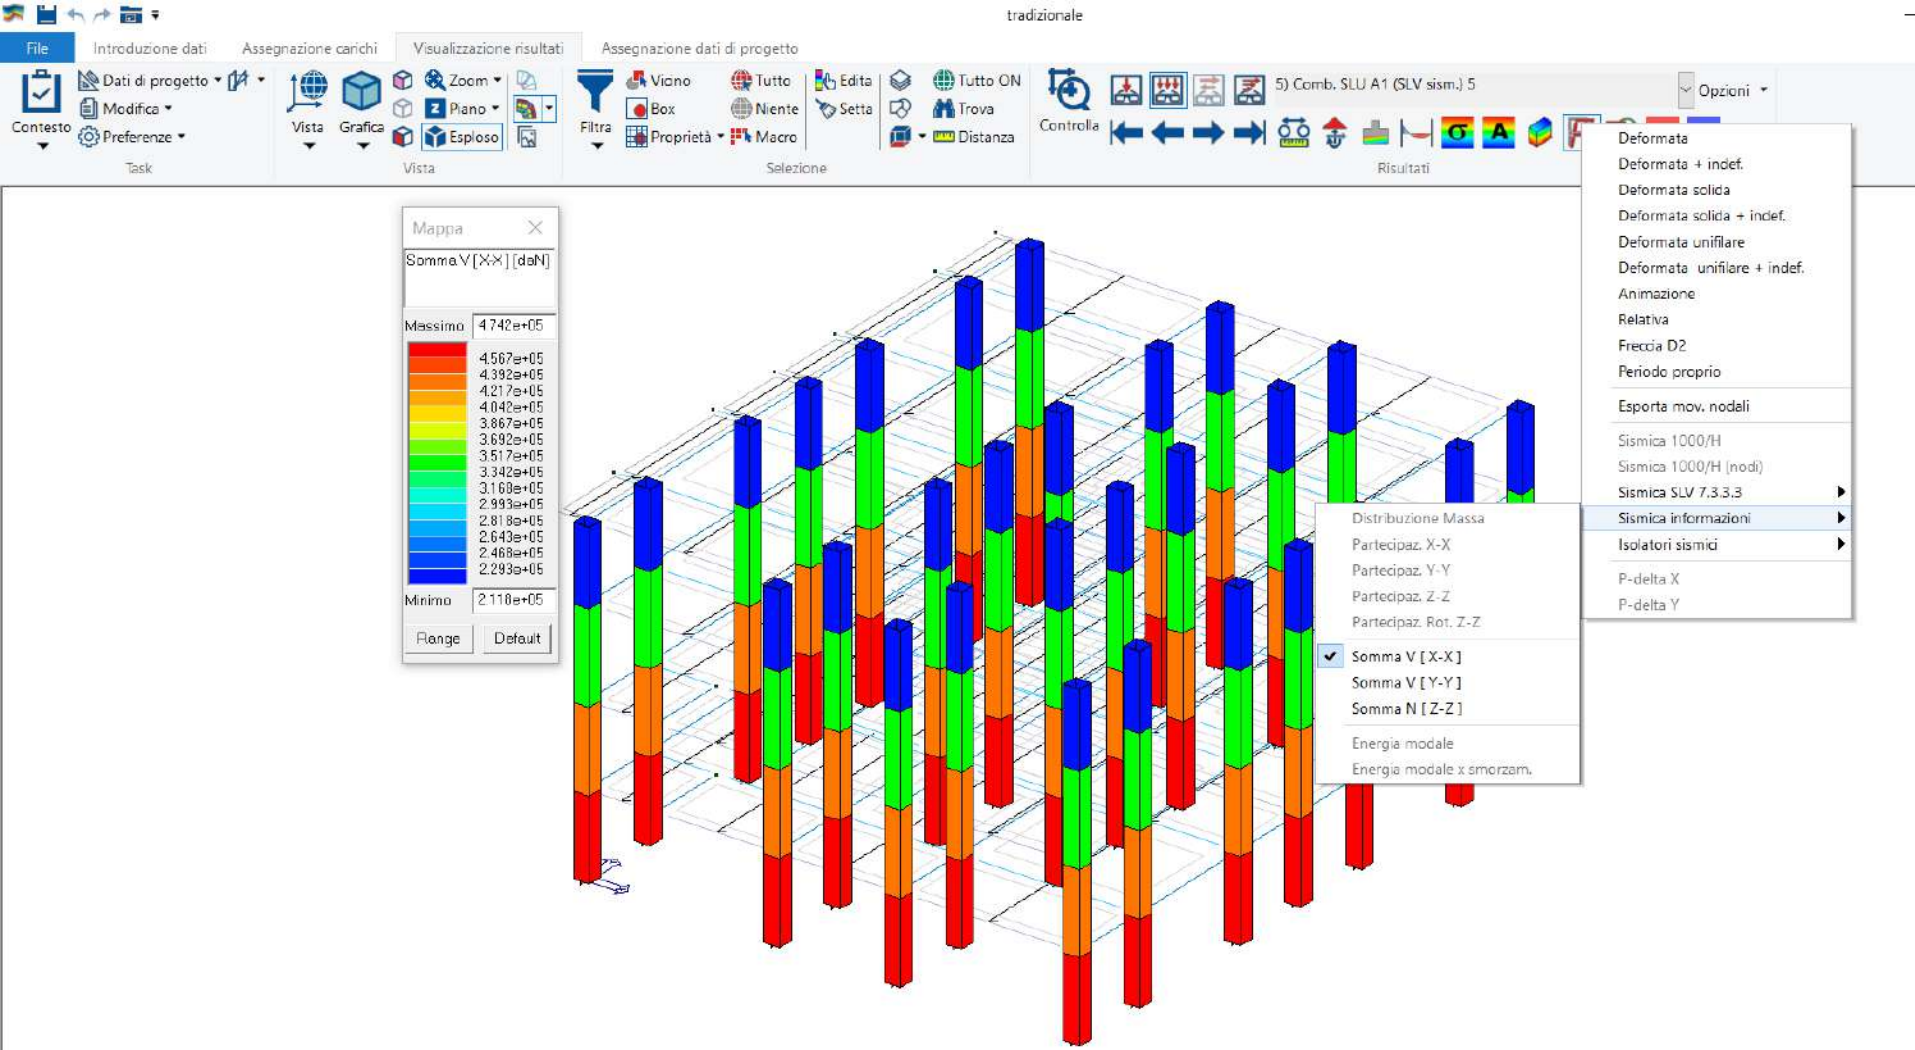 tradizionale
File
Introduzione dati
Assegnazione carichi
Visualizzazione risultati
Assegnazione dati di progetto
Contesto
Dati di progetto
Modifica
Preferenze
Task
Vista
Grafica
Zoom
Piano
Esploso
Vista
Filtra
Box
Proprietà
Tutto
Niente
Macro
Edita
Setta
Tutto ON
Trova
Distanza
Selezione
Controlla
5) Comb. SLU A1 (SLV sism.) 5
Opzioni
Risultati
Deformata
Deformata + indef.
Deformata solida
Deformata solida + indef.
Deformata unifilare
Deformata unifilare + indef.
Animazione
Relativa
Freccia D2
Periodo proprio
Esporta mov. nodali
Sismica 1000/H
Sismica 1000/H (nodi)
Sismica SLV 7.3.3.3
Sismica informazioni
Isolatori sismici
P-delta X
P-delta Y
Distribuzione Massa
Partecipaz. X-X
Partecipaz. Y-Y
Partecipaz. Z-Z
Partecipaz. Rot. Z-Z
Somma V [ X-X ]
Somma V [ Y-Y ]
Somma N [ Z-Z ]
Energia modale
Energia modale x smorzam.
Mappa
Somma V [X-X] [daN]
Massimo 4.742e+05
4.567e+05
4.392e+05
4.217e+05
4.042e+05
3.867e+05
3.692e+05
3.517e+05
3.342e+05
3.168e+05
2.993e+05
2.818e+05
2.643e+05
2.468e+05
2.293e+05
Minimo 2.118e+05
Range
Default